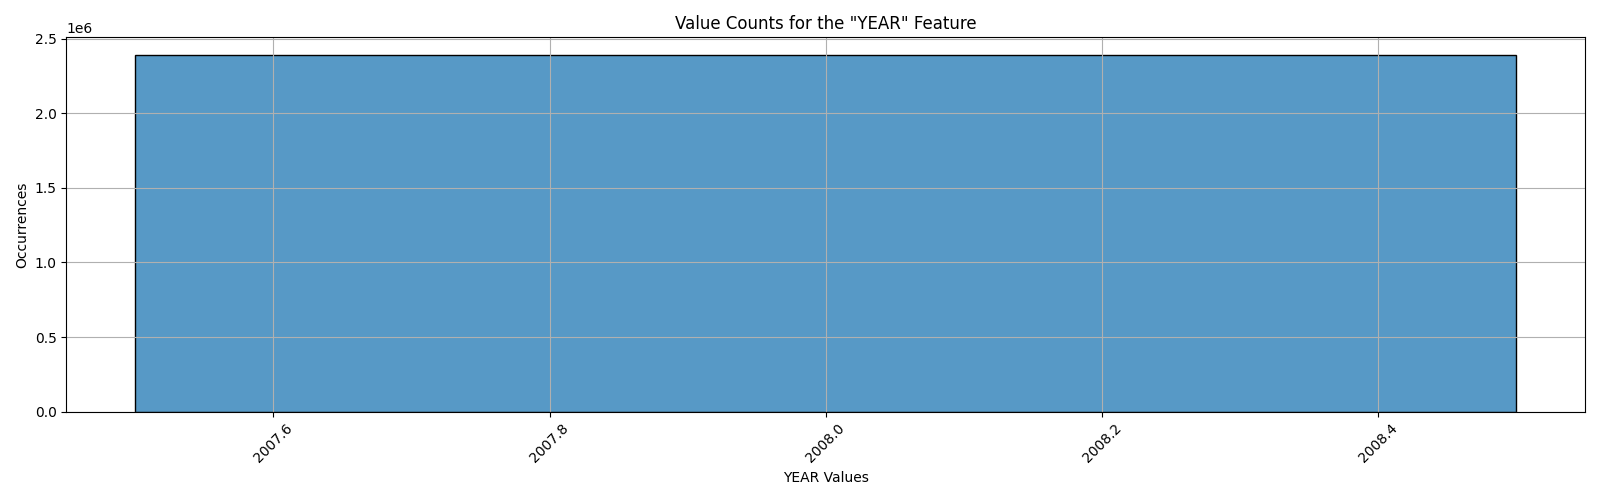 Value Counts for the "YEAR" Feature
1e6
2.5
2.0
1.5
1.0
0.5
0.0
Occurrences
2007.6
2007.8
2008.0
2008.2
2008.4
YEAR Values